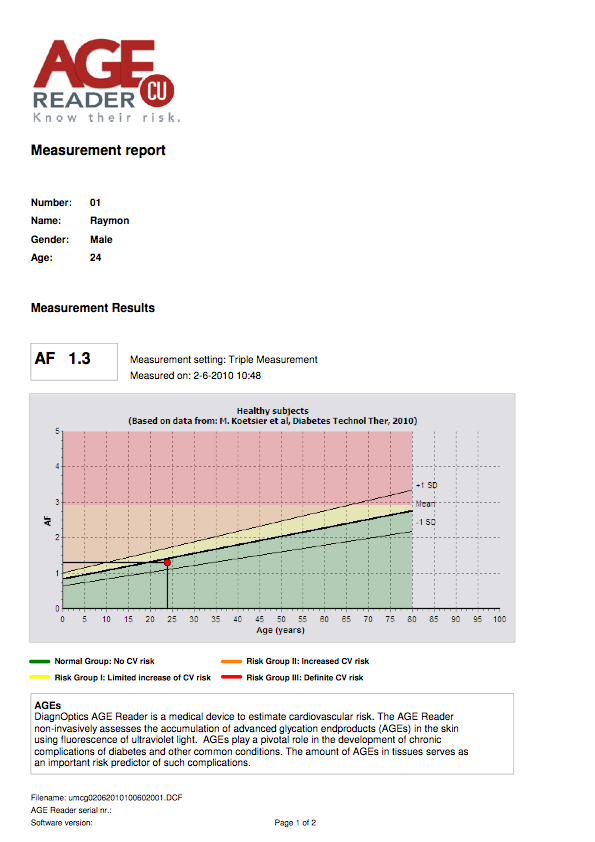 AGE
READER CU
Know their risk.
Measurement report
Number: 01
Name: Raymon
Gender: Male
Age: 24
Measurement Results
AF 1.3
Measurement setting: Triple Measurement
Measured on: 2-6-2010 10:48
Healthy subjects
(Based on data from: M. Koetsier et al, Diabetes Technol Ther, 2010)
5
4
3
2
1
0
AF
+1 SD
Mean
-1 SD
0 5 10 15 20 25 30 35 40 45 50 55 60 65 70 75 80 85 90 95 100
Age (years)
Normal Group: No CV risk
Risk Group II: Increased CV risk
Risk Group I: Limited increase of CV risk
Risk Group III: Definite CV risk
AGEs
DiagnOptics AGE Reader is a medical device to estimate cardiovascular risk. The AGE Reader
non-invasively assesses the accumulation of advanced glycation endproducts (AGEs) in the skin
using fluorescence of ultraviolet light. AGEs play a pivotal role in the development of chronic
complications of diabetes and other common conditions. The amount of AGEs in tissues serves as
an important risk predictor of such complications.
Filename: umcg02062010100602001.DCF
AGE Reader serial nr.:
Software version:
Page 1 of 2